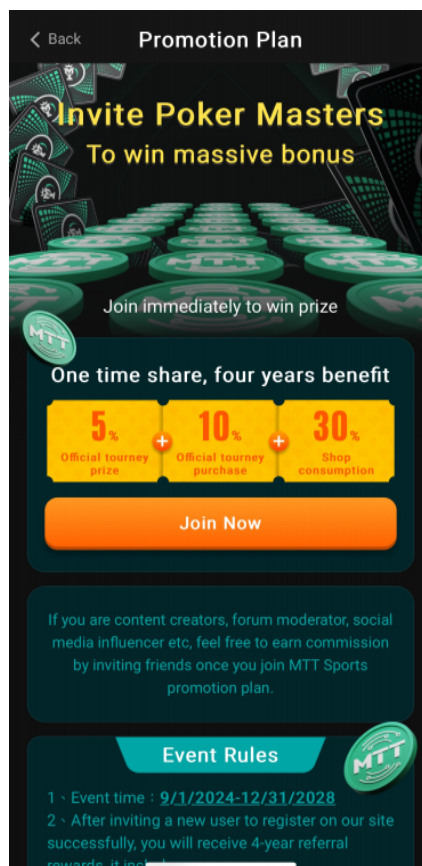 Back
Promotion Plan
Invite Poker Masters
To win massive bonus
Join immediately to win prize
MTT
One time share, four years benefit
5%
Official tourney
prize
+
10%
Official tourney
purchase
+
30%
Shop
consumption
Join Now
If you are content creators, forum moderator, social
media influencer etc, feel free to earn commission
by inviting friends once you join MTT Sports
promotion plan.
MTT
Event Rules
1、Event time：9/1/2024-12/31/2028
2、After inviting a new user to register on our site
successfully, you will receive 4-year referral